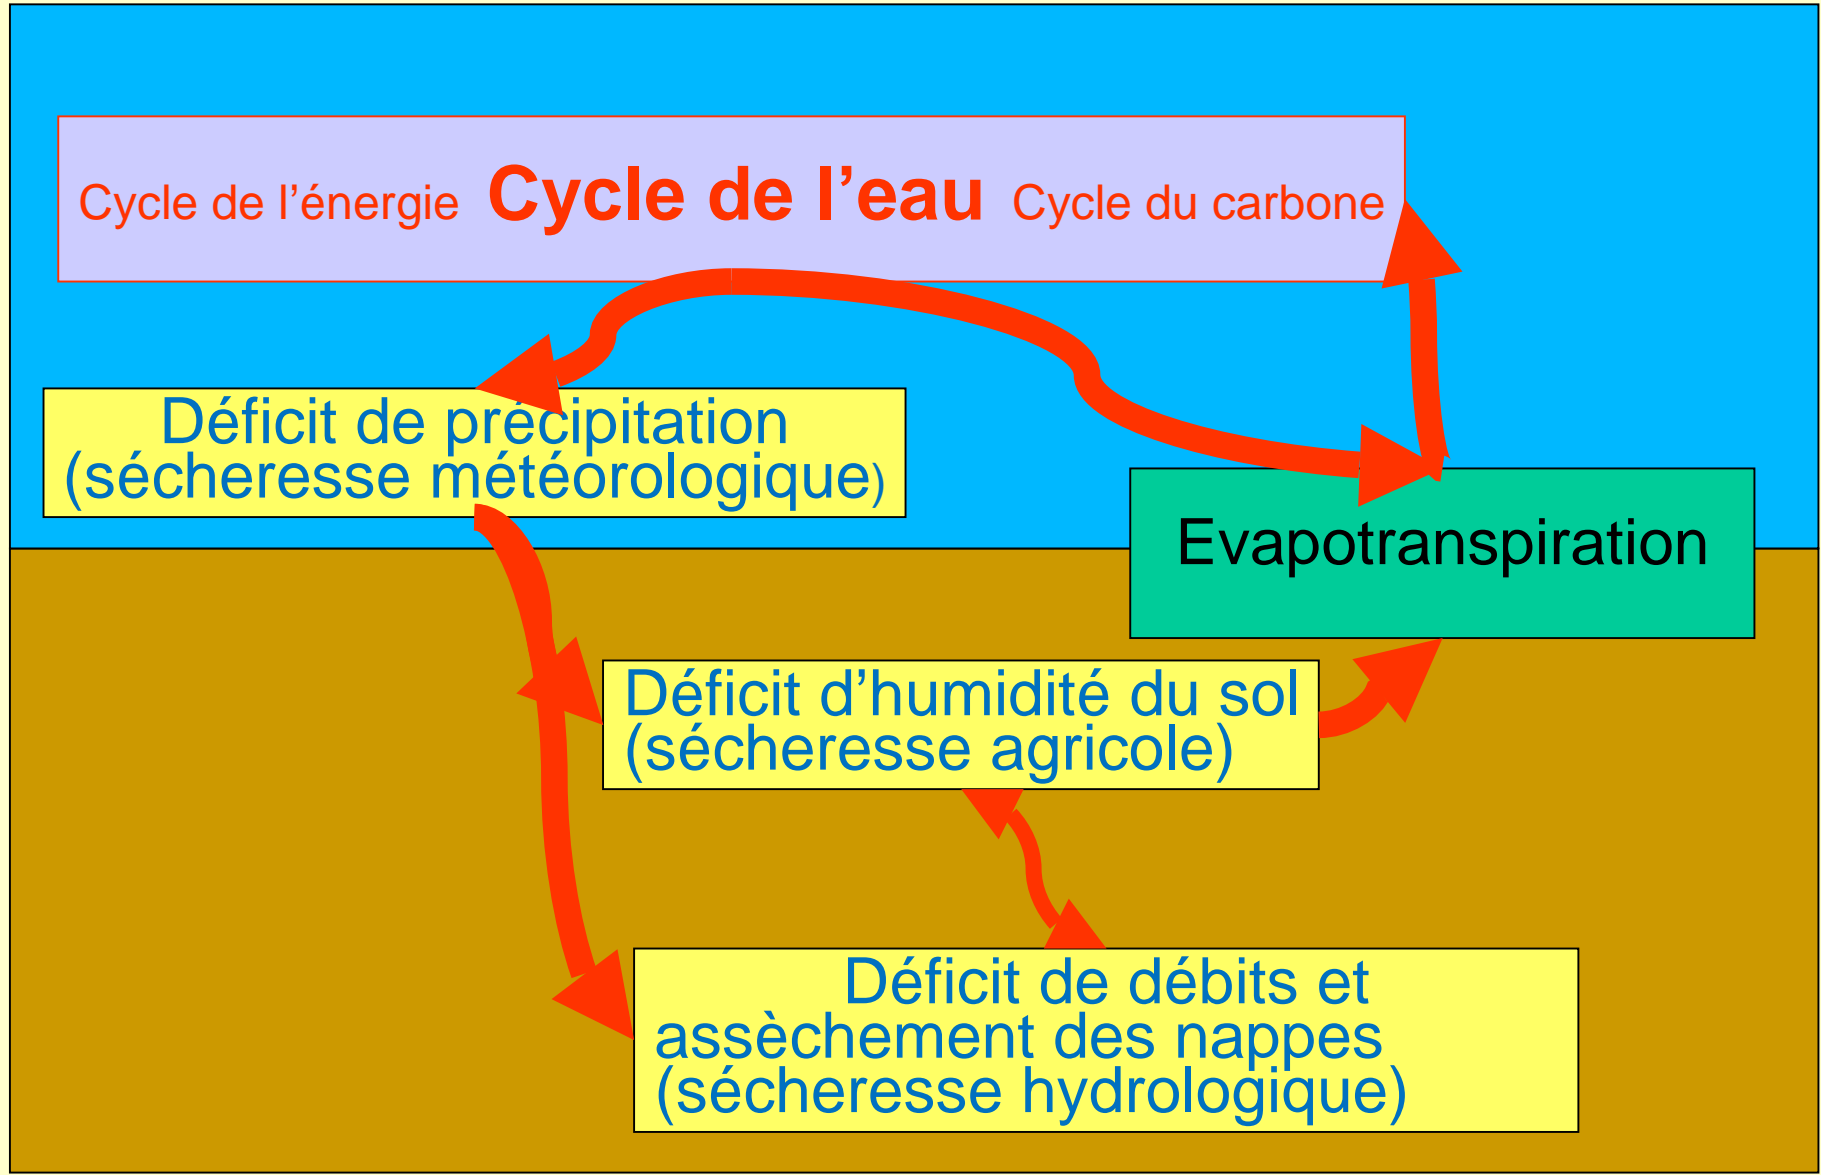 Cycle de l’énergie Cycle de l’eau Cycle du carbone
Déficit de précipitation
(sécheresse météorologique)
Evapotranspiration
Déficit d’humidité du sol
(sécheresse agricole)
Déficit de débits et
assèchement des nappes
(sécheresse hydrologique)